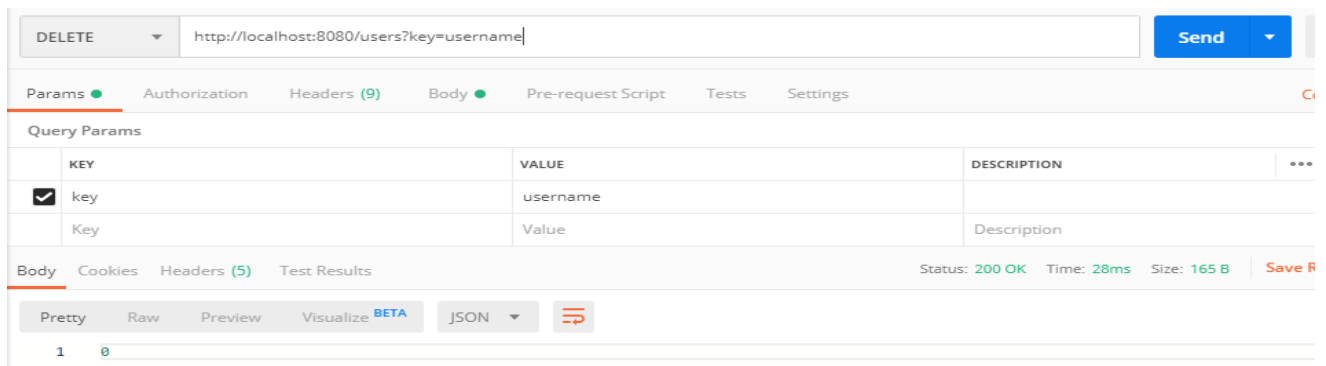 DELETE http://localhost:8080/users?key=username Send
Params Authorization Headers (9) Body Pre-request Script Tests Settings
Query Params
KEY VALUE DESCRIPTION
key username
Key Value Description
Body Cookies Headers (5) Test Results Status: 200 OK Time: 28ms Size: 165 B Save R
Pretty Raw Preview Visualize BETA JSON
1 0